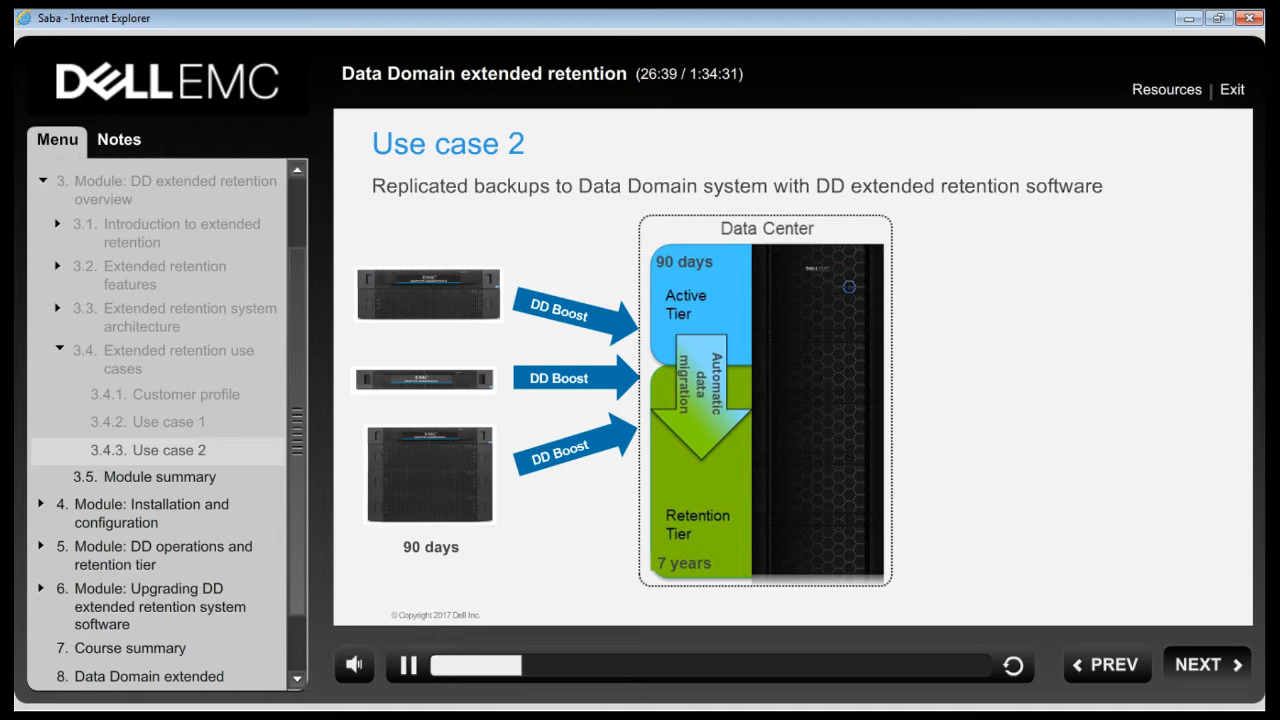 Saba - Internet Explorer
DELLEMC
Data Domain extended retention (26:39 / 1:34:31)
Resources | Exit
Menu
Notes
3. Module: DD extended retention
overview
3.1. Introduction to extended
retention
3.2. Extended retention
features
3.3. Extended retention system
architecture
3.4. Extended retention use
cases
3.4.1. Customer profile
3.4.2. Use case 1
3.4.3. Use case 2
3.5. Module summary
4. Module: Installation and
configuration
5. Module: DD operations and
retention tier
6. Module: Upgrading DD
extended retention system
software
7. Course summary
8. Data Domain extended
Use case 2
Replicated backups to Data Domain system with DD extended retention software
Data Center
90 days
Active
Tier
Automatic
data
migration
Retention
Tier
7 years
DELLEMC
EMC
DD Boost
EMC
DD Boost
DD Boost
90 days
© Copyright 2017 Dell Inc.
PREV
NEXT